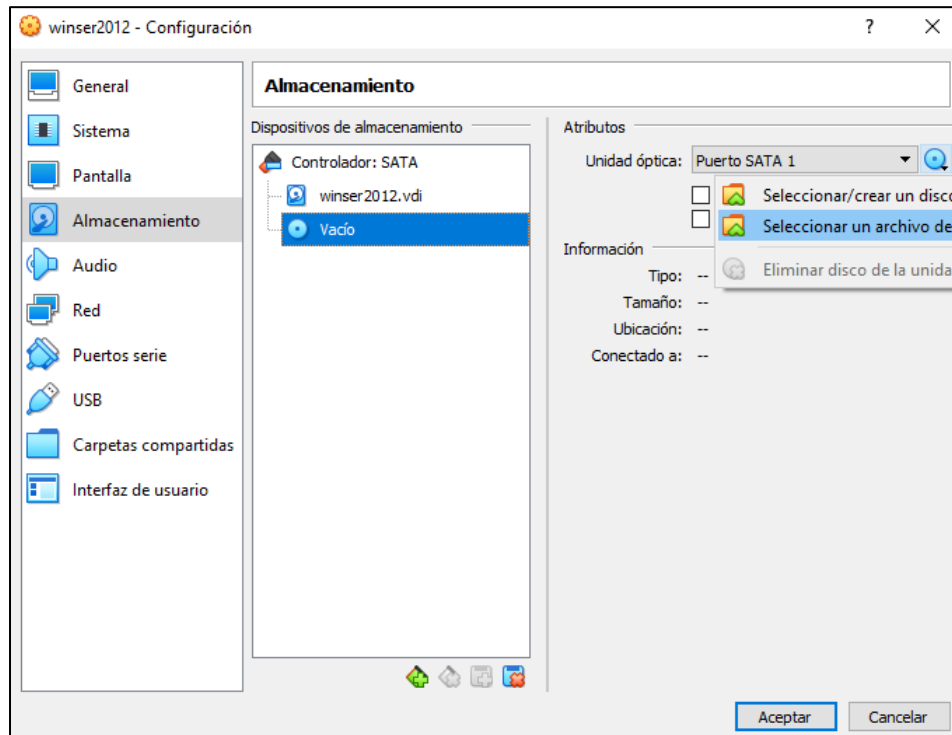 winser2012 - Configuración
?
General
Sistema
Pantalla
Almacenamiento
Audio
Red
Puertos serie
USB
Carpetas compartidas
Interfaz de usuario
Almacenamiento
Dispositivos de almacenamiento
Controlador: SATA
winser2012.vdi
Vacío
Atributos
Unidad óptica: Puerto SATA 1
Seleccionar/crear un disco
Seleccionar un archivo de
Eliminar disco de la unida
Información
Tipo: --
Tamaño: --
Ubicación: --
Conectado a: --
Aceptar
Cancelar